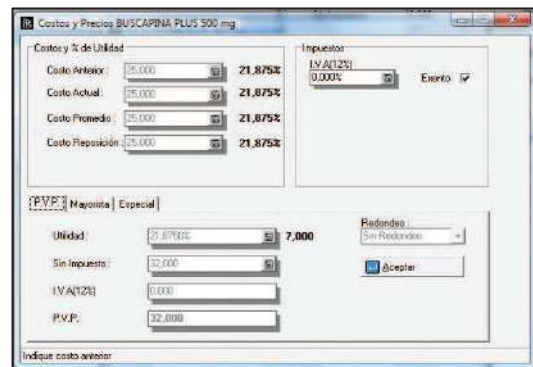 Costos y Precios BUSCAPINA PLUS 500 mg
Costos y % de Utilidad
Costo Anterior : 25,000 21,875%
Costo Actual : 25,000 21,875%
Costo Promedio : 25,000 21,875%
Costo Reposición : 25,000 21,875%
Impuestos
I.V.A(12%)
0,000% Exento
P.V.P. Mayorista Especial
Utilidad : 21,8750% 7,000
Redondeo :
Sin Redondeo
Sin Impuesto : 32,000
Aceptar
I.V.A(12%) 0,000
P.V.P. 32,000
Indique costo anterior